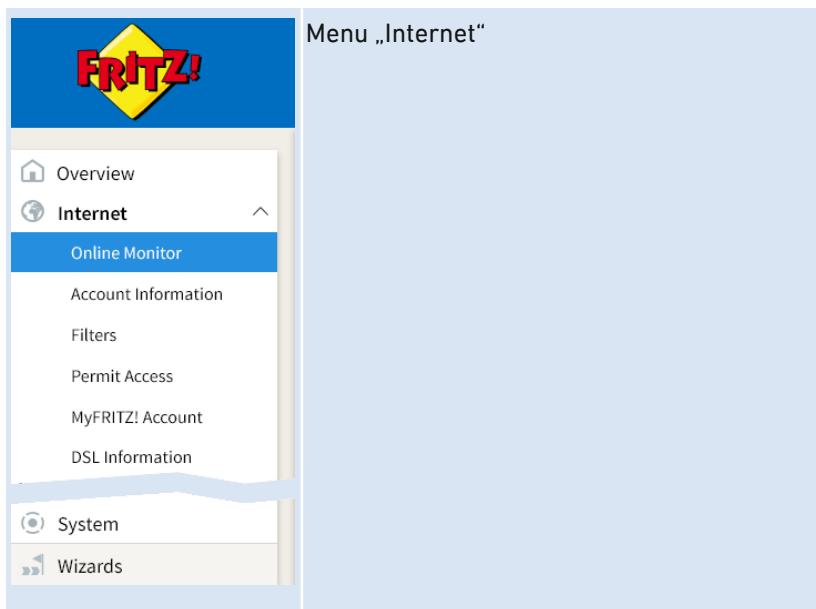 FRITZ!
Menu „Internet“
Overview
Internet
Online Monitor
Account Information
Filters
Permit Access
MyFRITZ! Account
DSL Information
System
Wizards